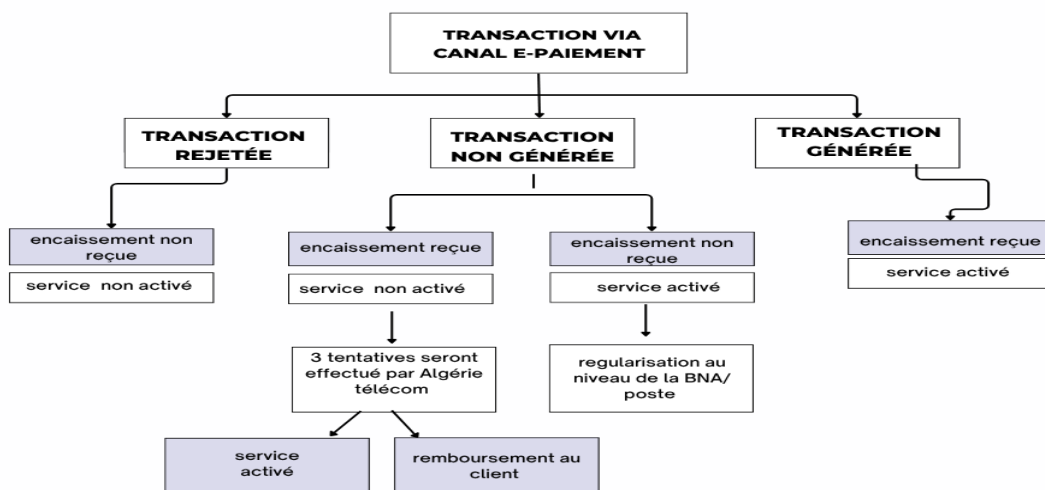 TRANSACTION VIA
CANAL E-PAIEMENT
TRANSACTION
REJETÉE
TRANSACTION
NON GÉNÉRÉE
TRANSACTION
GÉNÉRÉE
encaissement non
reçue
service non activé
encaissement reçue
service non activé
encaissement non
reçue
service activé
encaissement reçue
service activé
3 tentatives seront
effectué par Algérie
télécom
regularisation au
niveau de la BNA/
poste
service
activé
remboursement au
client